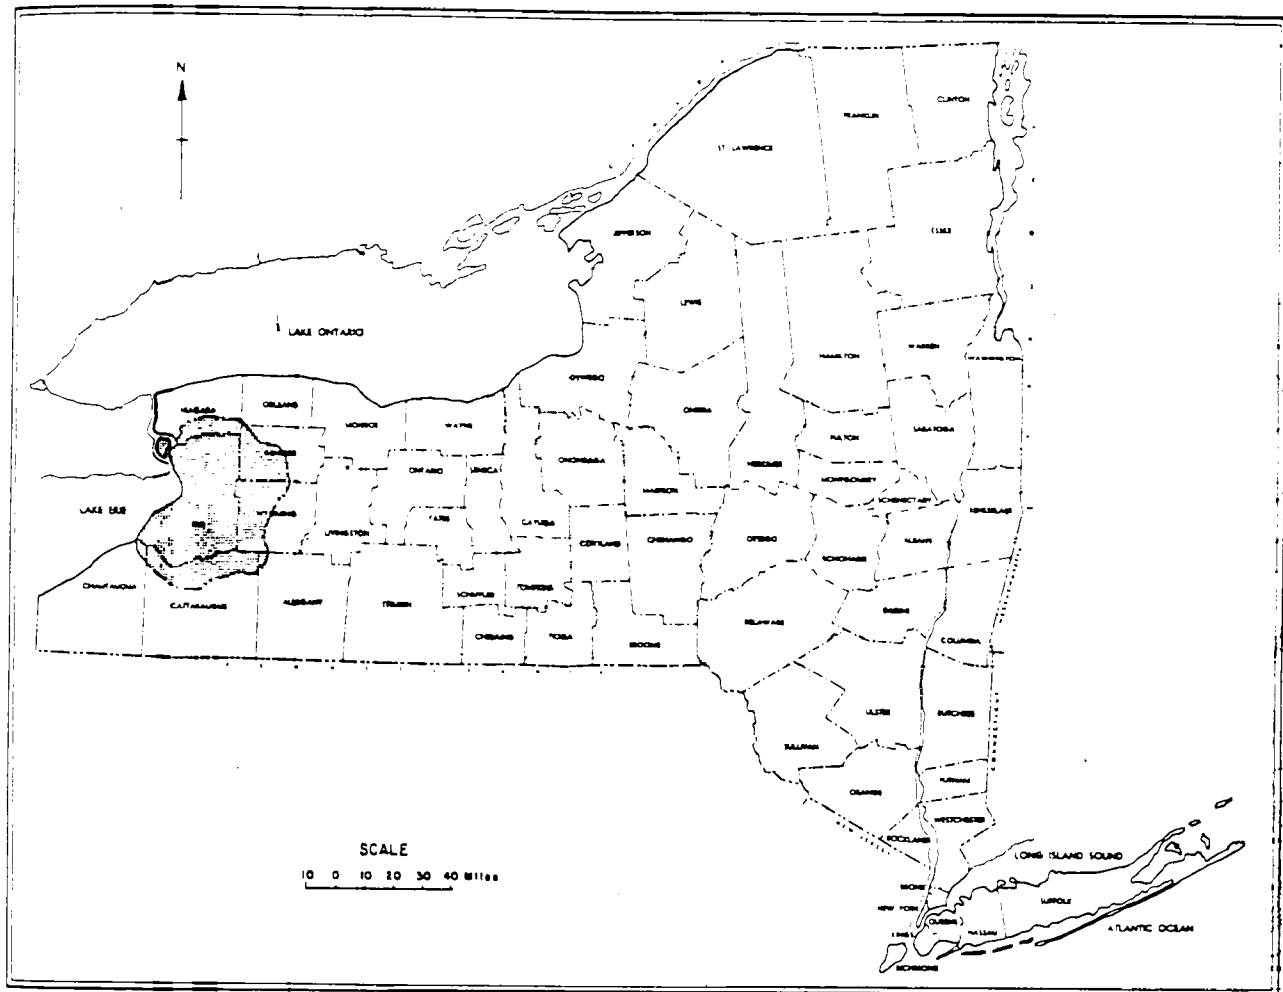 N
CLINTON
FRANKLIN
ST. LAWRENCE
ESSEX
JEFFERSON
LEWIS
LAKE ONTARIO
WARREN
WASHINGTON
HAMILTON
OSWEGO
NIAGARA
ORLEANS
ONEIDA
MONROE
WAYNE
SARATOGA
FULTON
GENESEE
ONONDAGA
HERKIMER
ONTARIO
SENECA
MADISON
MONTGOMERY
SCHENECTADY
LAKE ERIE
RENSSELAER
WYOMING
YATES
CAYUGA
ERIE
LIVINGSTON
CORTLAND
CHENANGO
OTSEGO
ALBANY
SCHOHARIE
CHAUTAUQUA
CATTARAUGUS
ALLEGANY
STEUBEN
SCHUYLER
TOMPKINS
GREENE
DELAWARE
CHEMUNG
TIOGA
BROOME
COLUMBIA
ULSTER
DUTCHESS
SULLIVAN
PUTNAM
ORANGE
WESTCHESTER
ROCKLAND
SCALE
10 0 10 20 30 40 Miles
LONG ISLAND SOUND
BRONX
NEW YORK
SUFFOLK
QUEENS
KINGS
NASSAU
ATLANTIC OCEAN
RICHMOND